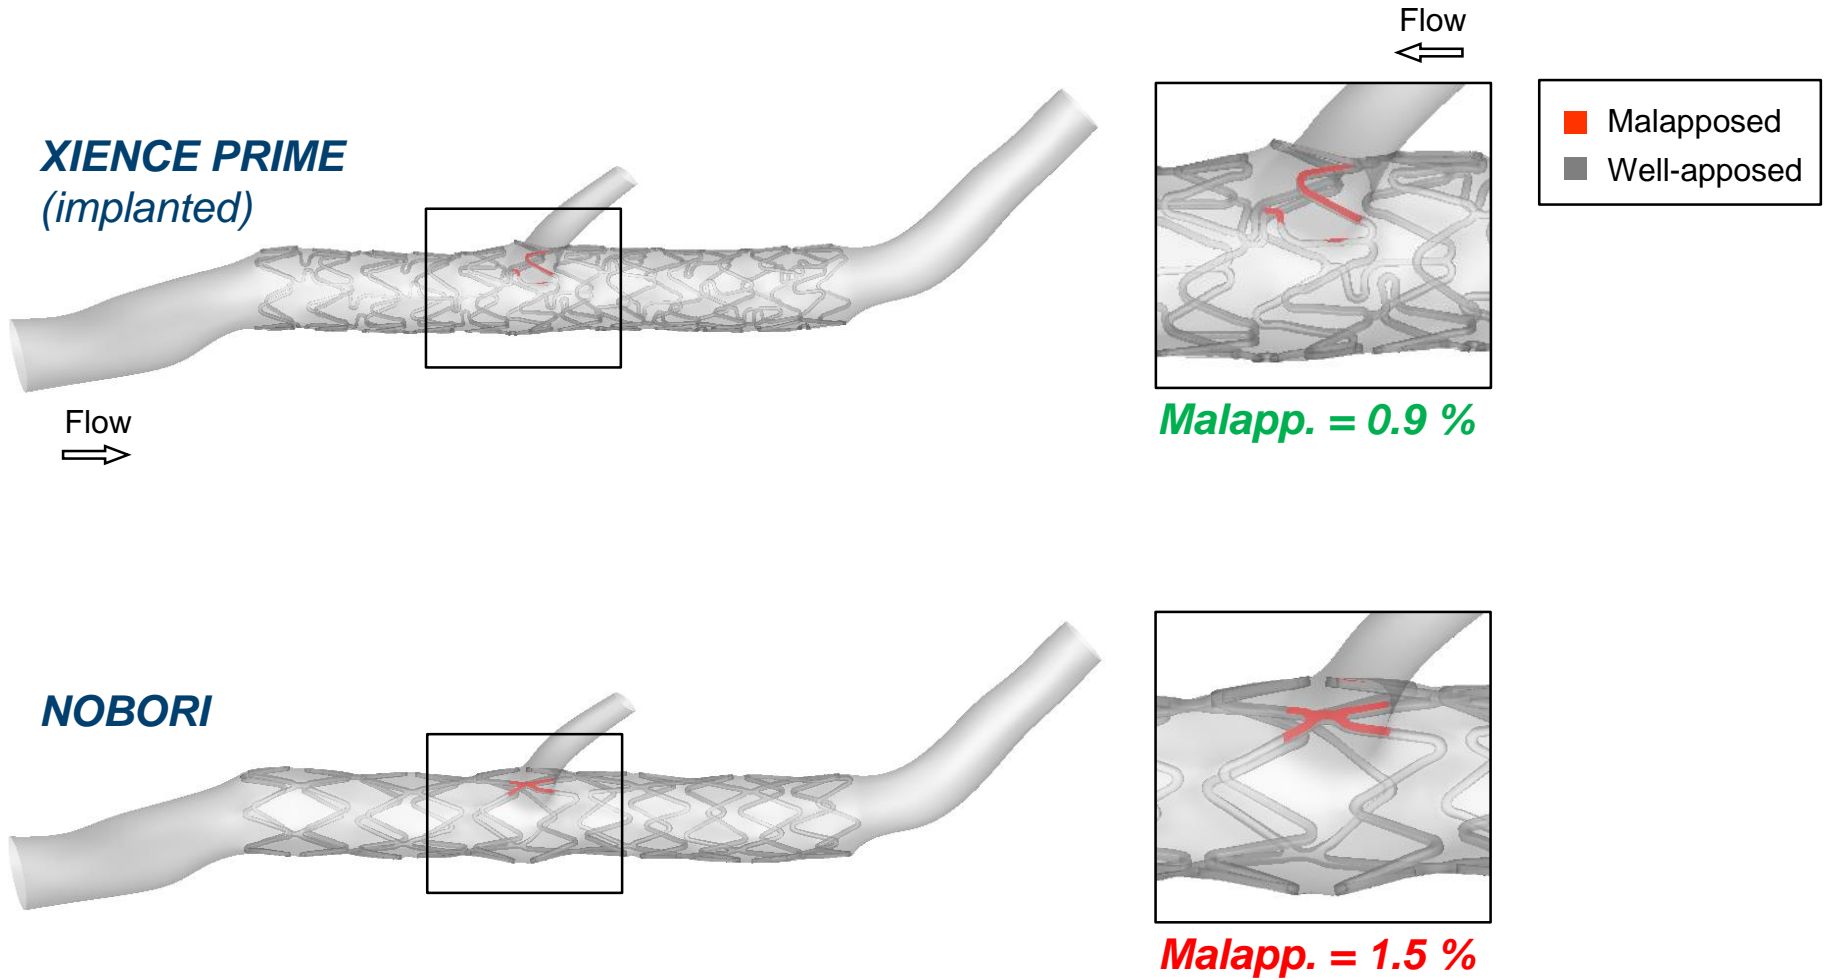 Flow
Malapposed
Well-apposed
XIENCE PRIME
(implanted)
Malapp. = 0.9 %
Flow
NOBORI
Malapp. = 1.5 %